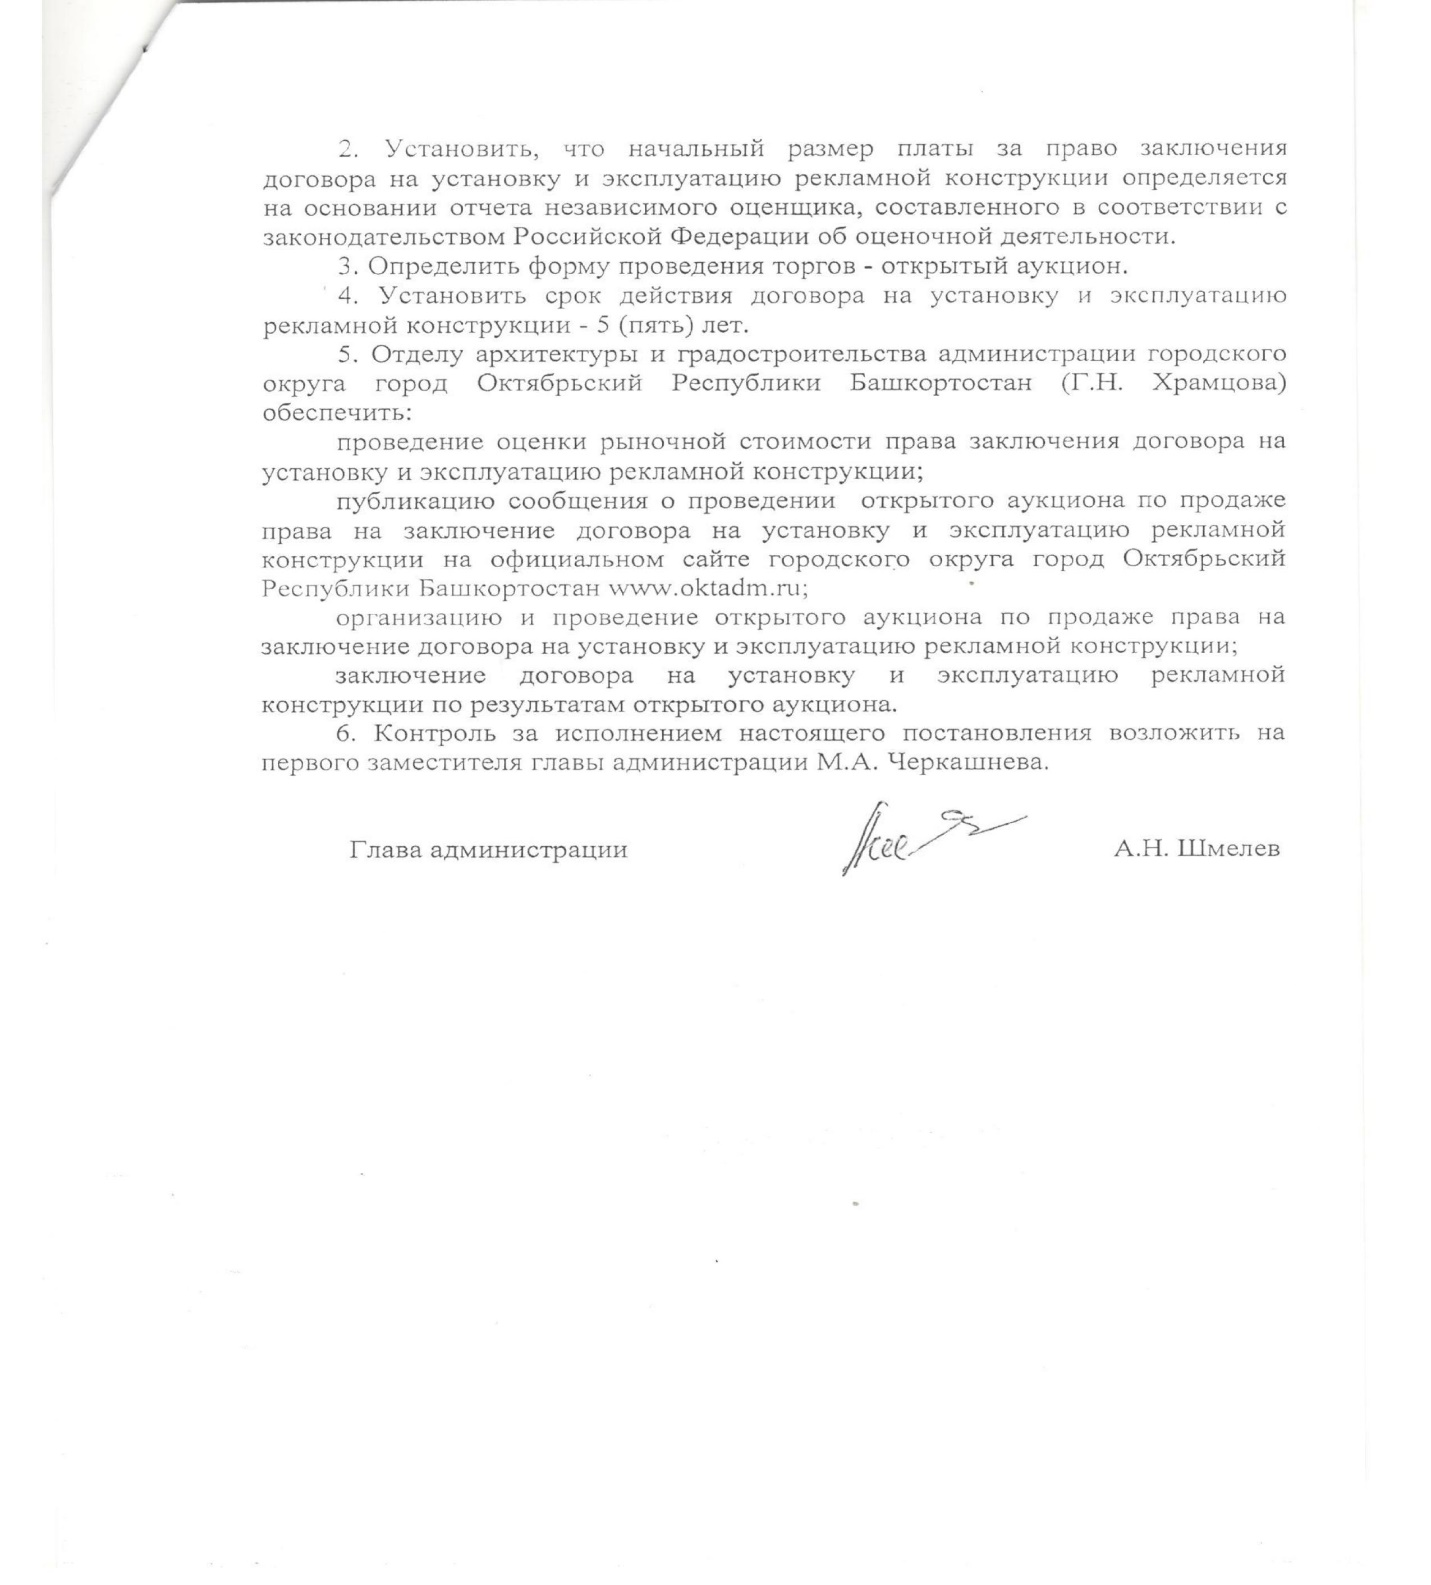 2. Установить, что начальный размер платы за право заключения
договора на установку и эксплуатацию рекламной конструкции определяется
на основании отчета независимого оценщика, составленного в соответствии с
законодательством Российской Федерации об оценочной деятельности.
3. Определить форму проведения торгов - открытый аукцион.
4. Установить срок действия договора на установку и эксплуатацию
рекламной конструкции - 5 (пять) лет.
5. Отделу архитектуры и градостроительства администрации городского
округа город Октябрьский Республики Башкортостан (Г.Н. Храмцова)
обеспечить:
проведение оценки рыночной стоимости права заключения договора на
установку и эксплуатацию рекламной конструкции;
публикацию сообщения о проведении открытого аукциона по продаже
права на заключение договора на установку и эксплуатацию рекламной
конструкции на официальном сайте городского округа город Октябрьский
Республики Башкортостан www.oktadm.ru;
организацию и проведение открытого аукциона по продаже права на
заключение договора на установку и эксплуатацию рекламной конструкции;
заключение договора на установку и эксплуатацию рекламной
конструкции по результатам открытого аукциона.
6. Контроль за исполнением настоящего постановления возложить на
первого заместителя главы администрации М.А. Черкашнева.
Глава администрации А.Н. Шмелев